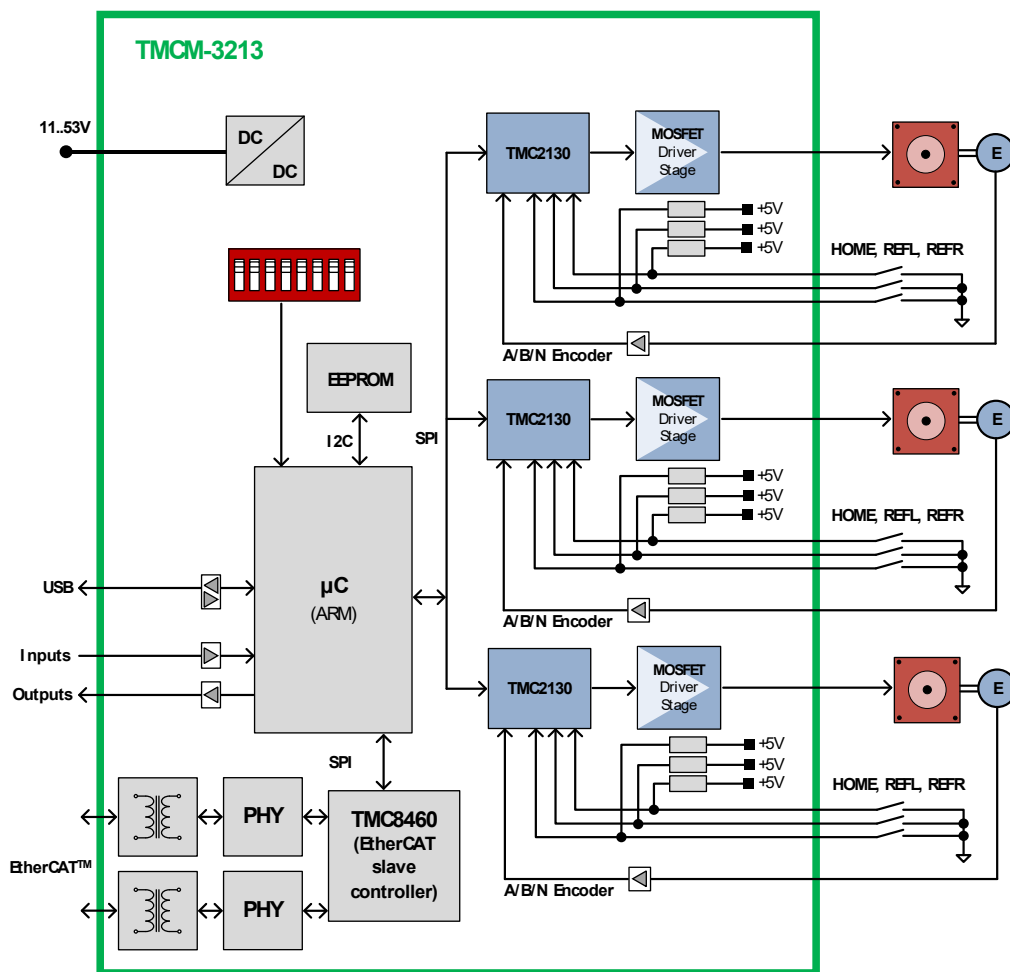 TMCM-3213
11..53V
DC
DC
EEPROM
I2C
SPI
µC
(ARM)
USB
Inputs
Outputs
SPI
PHY
TMC8460
(EtherCAT
slave
controller)
EtherCAT™
PHY
TMC2130
MOSFET
Driver
Stage
E
+5V
+5V
+5V
HOME, REFL, REFR
A/B/N Encoder
TMC2130
MOSFET
Driver
Stage
E
+5V
+5V
+5V
HOME, REFL, REFR
A/B/N Encoder
TMC2130
MOSFET
Driver
Stage
E
+5V
+5V
+5V
HOME, REFL, REFR
A/B/N Encoder